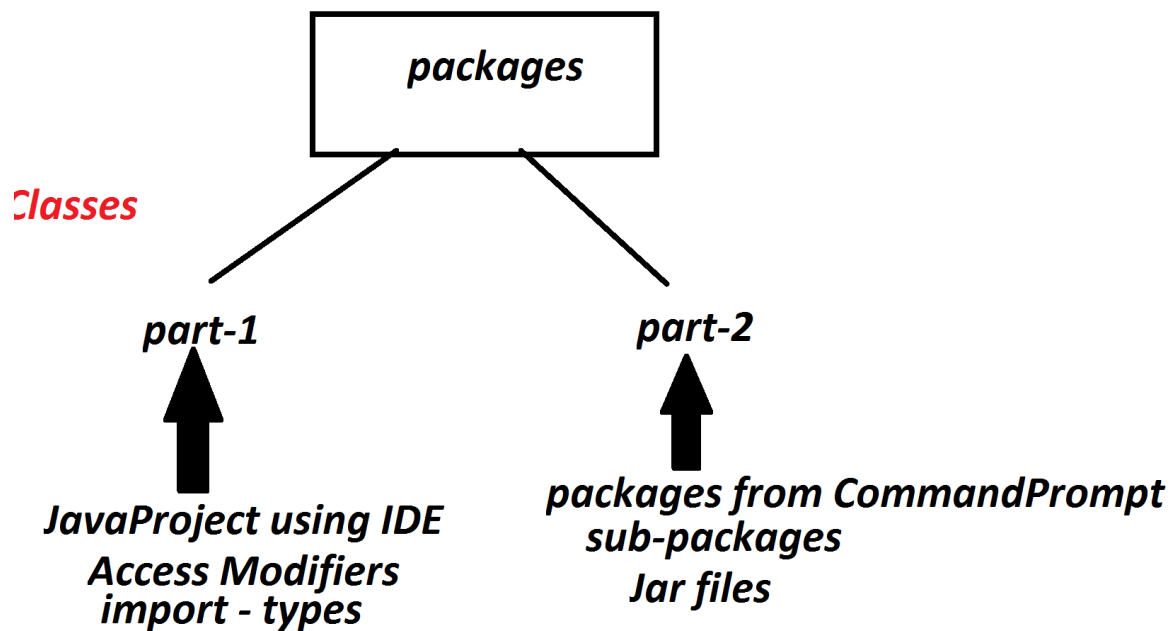 packages
Classes
part-1
part-2
JavaProject using IDE
Access Modifiers
import - types
packages from CommandPrompt
sub-packages
Jar files